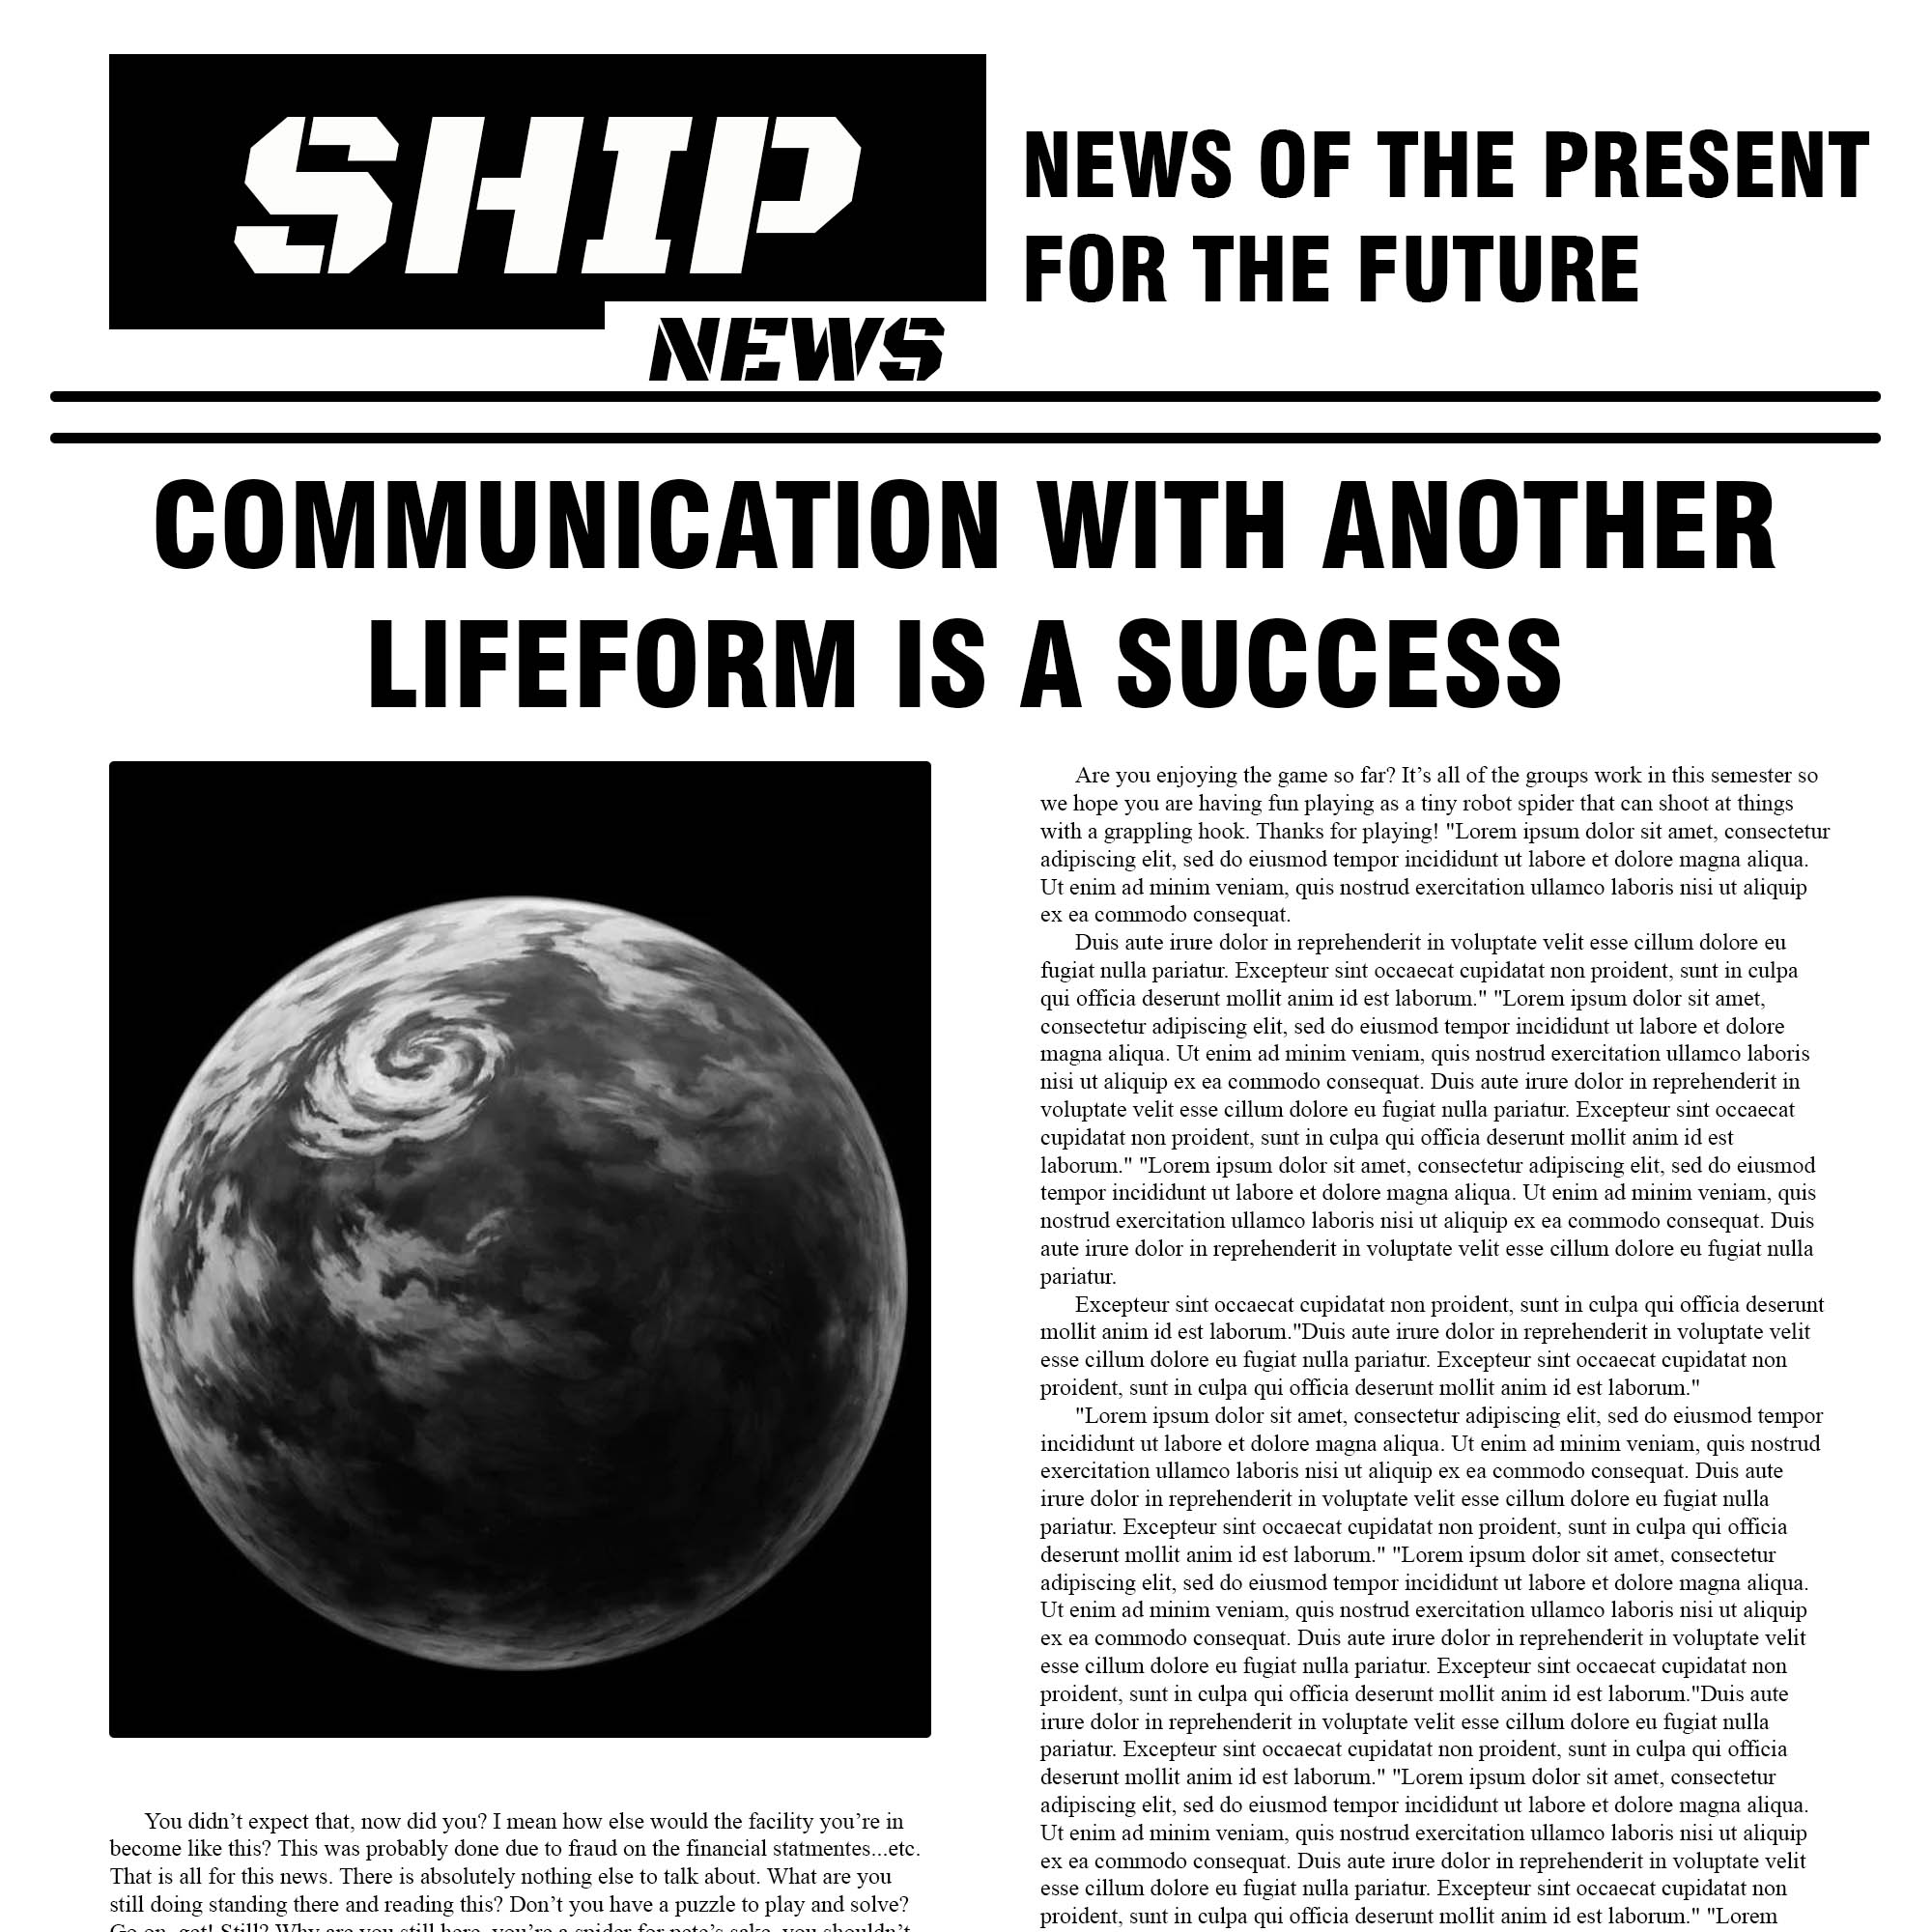 SHIP
NEWS
NEWS OF THE PRESENT
FOR THE FUTURE
COMMUNICATION WITH ANOTHER
LIFEFORM IS A SUCCESS
You didn’t expect that, now did you? I mean how else would the facility you’re in
become like this? This was probably done due to fraud on the financial statmentes...etc.
That is all for this news. There is absolutely nothing else to talk about. What are you
still doing standing there and reading this? Don’t you have a puzzle to play and solve?
Go on, get! Still? Why are you still here, you’re a spider for pete’s sake, you shouldn’t
Are you enjoying the game so far? It’s all of the groups work in this semester so
we hope you are having fun playing as a tiny robot spider that can shoot at things
with a grappling hook. Thanks for playing! "Lorem ipsum dolor sit amet, consectetur
adipiscing elit, sed do eiusmod tempor incididunt ut labore et dolore magna aliqua.
Ut enim ad minim veniam, quis nostrud exercitation ullamco laboris nisi ut aliquip
ex ea commodo consequat.
Duis aute irure dolor in reprehenderit in voluptate velit esse cillum dolore eu
fugiat nulla pariatur. Excepteur sint occaecat cupidatat non proident, sunt in culpa
qui officia deserunt mollit anim id est laborum." "Lorem ipsum dolor sit amet,
consectetur adipiscing elit, sed do eiusmod tempor incididunt ut labore et dolore
magna aliqua. Ut enim ad minim veniam, quis nostrud exercitation ullamco laboris
nisi ut aliquip ex ea commodo consequat. Duis aute irure dolor in reprehenderit in
voluptate velit esse cillum dolore eu fugiat nulla pariatur. Excepteur sint occaecat
cupidatat non proident, sunt in culpa qui officia deserunt mollit anim id est
laborum." "Lorem ipsum dolor sit amet, consectetur adipiscing elit, sed do eiusmod
tempor incididunt ut labore et dolore magna aliqua. Ut enim ad minim veniam, quis
nostrud exercitation ullamco laboris nisi ut aliquip ex ea commodo consequat. Duis
aute irure dolor in reprehenderit in voluptate velit esse cillum dolore eu fugiat nulla
pariatur.
Excepteur sint occaecat cupidatat non proident, sunt in culpa qui officia deserunt
mollit anim id est laborum."Duis aute irure dolor in reprehenderit in voluptate velit
esse cillum dolore eu fugiat nulla pariatur. Excepteur sint occaecat cupidatat non
proident, sunt in culpa qui officia deserunt mollit anim id est laborum."
"Lorem ipsum dolor sit amet, consectetur adipiscing elit, sed do eiusmod tempor
incididunt ut labore et dolore magna aliqua. Ut enim ad minim veniam, quis nostrud
exercitation ullamco laboris nisi ut aliquip ex ea commodo consequat. Duis aute
irure dolor in reprehenderit in voluptate velit esse cillum dolore eu fugiat nulla
pariatur. Excepteur sint occaecat cupidatat non proident, sunt in culpa qui officia
deserunt mollit anim id est laborum." "Lorem ipsum dolor sit amet, consectetur
adipiscing elit, sed do eiusmod tempor incididunt ut labore et dolore magna aliqua.
Ut enim ad minim veniam, quis nostrud exercitation ullamco laboris nisi ut aliquip
ex ea commodo consequat. Duis aute irure dolor in reprehenderit in voluptate velit
esse cillum dolore eu fugiat nulla pariatur. Excepteur sint occaecat cupidatat non
proident, sunt in culpa qui officia deserunt mollit anim id est laborum."Duis aute
irure dolor in reprehenderit in voluptate velit esse cillum dolore eu fugiat nulla
pariatur. Excepteur sint occaecat cupidatat non proident, sunt in culpa qui officia
deserunt mollit anim id est laborum." "Lorem ipsum dolor sit amet, consectetur
adipiscing elit, sed do eiusmod tempor incididunt ut labore et dolore magna aliqua.
Ut enim ad minim veniam, quis nostrud exercitation ullamco laboris nisi ut aliquip
ex ea commodo consequat. Duis aute irure dolor in reprehenderit in voluptate velit
esse cillum dolore eu fugiat nulla pariatur. Excepteur sint occaecat cupidatat non
proident, sunt in culpa qui officia deserunt mollit anim id est laborum." "Lorem